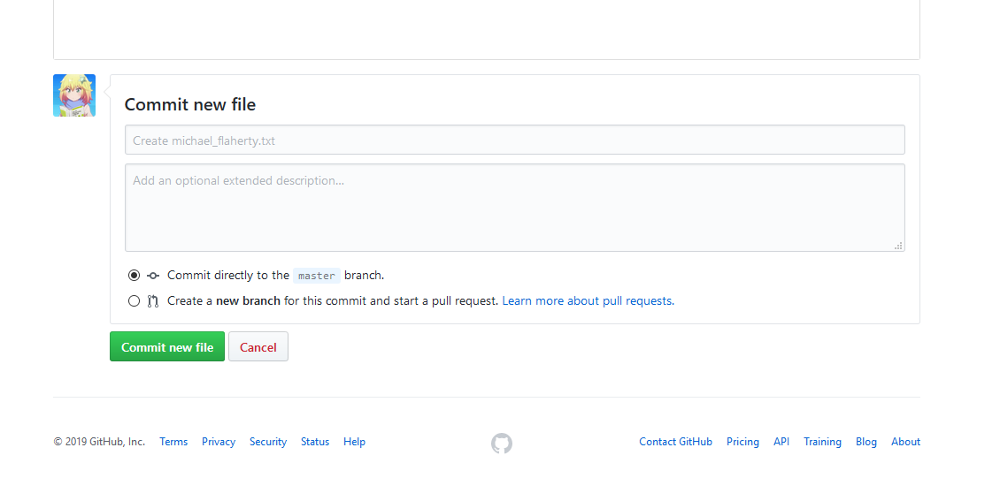 Commit new file
Create michael_flaherty.txt
Add an optional extended description...
Commit directly to the master branch.
Create a new branch for this commit and start a pull request. Learn more about pull requests.
Commit new file Cancel
© 2019 GitHub, Inc. Terms Privacy Security Status Help Contact GitHub Pricing API Training Blog About